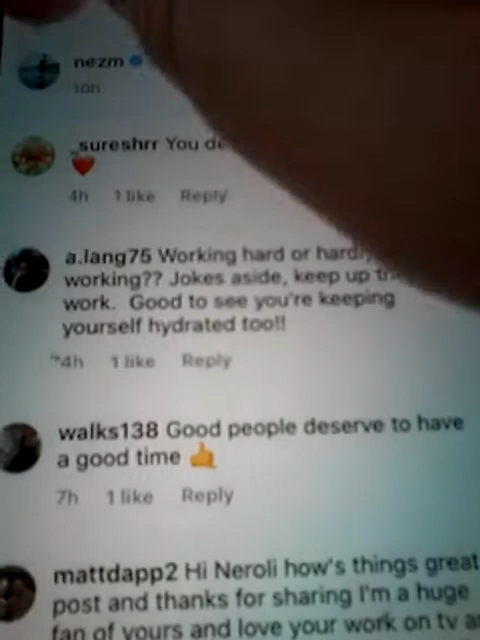 nezm
10h
_sureshrr You
4h 1 like Reply
a.lang75 Working hard or
working?? Jokes aside, keep up
work. Good to see you're keeping
yourself hydrated too!!
4h 1 like Reply
walks138 Good people deserve to have
a good time 👍
7h 1 like Reply
mattdapp2 Hi Neroli how's things great
post and thanks for sharing I'm a huge
fan of yours and love your work on tv